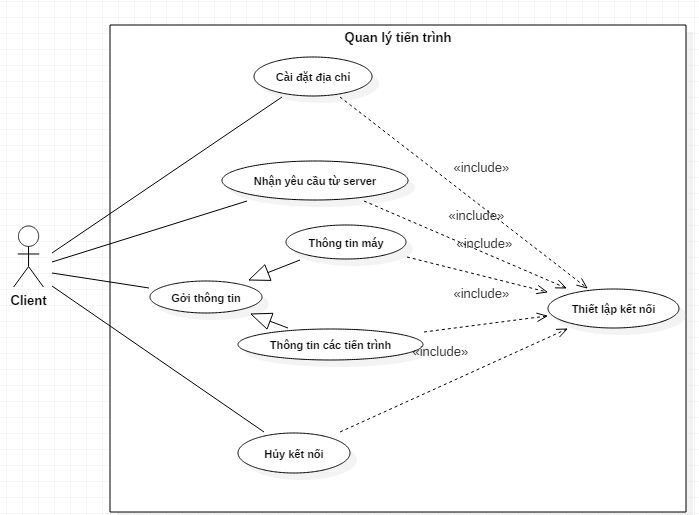 Quan lý tiến trình
Cài đặt địa chỉ
«include»
Nhận yêu cầu từ server
«include»
Thông tin máy
«include»
Client
Gởi thông tin
«include»
Thiết lập kết nối
Thông tin các tiến trình
«include»
Hủy kết nối